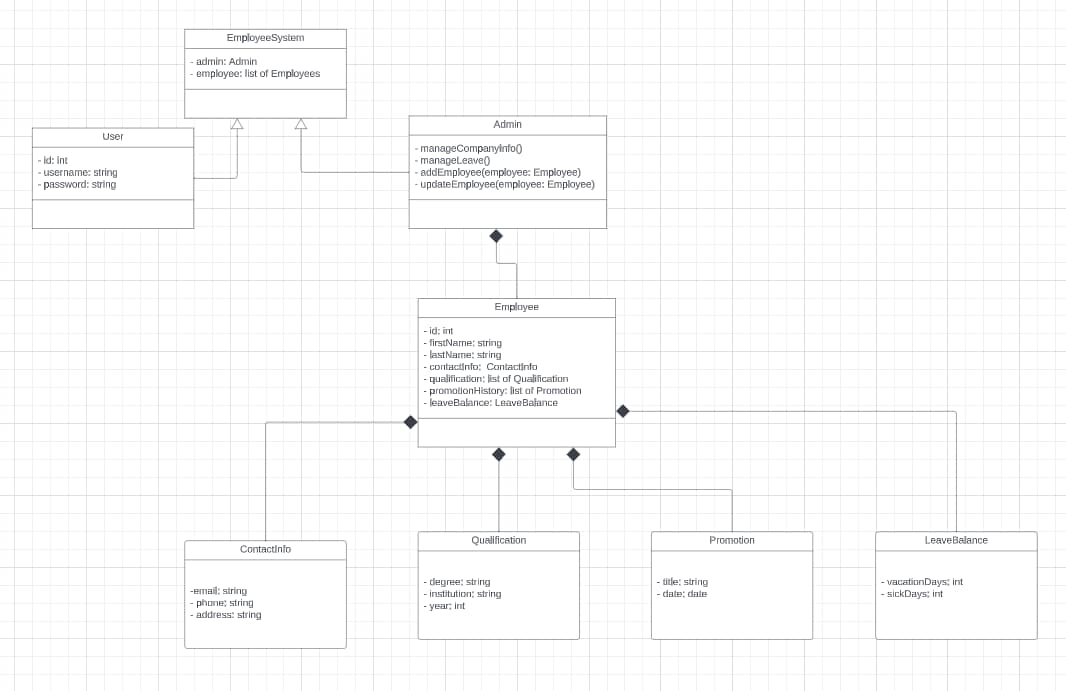 EmployeeSystem
- admin: Admin
- employee: list of Employees
User
- id: int
- username: string
- password: string
Admin
- manageCompanyInfo()
- manageLeave()
- addEmployee(employee: Employee)
- updateEmployee(employee: Employee)
Employee
- id: int
- firstName: string
- lastName: string
- contactInfo: ContactInfo
- qualification: list of Qualification
- promotionHistory: list of Promotion
- leaveBalance: LeaveBalance
ContactInfo
-email: string
- phone: string
- address: string
Qualification
- degree: string
- institution: string
- year: int
Promotion
- title: string
- date: date
LeaveBalance
- vacationDays: int
- sickDays: int